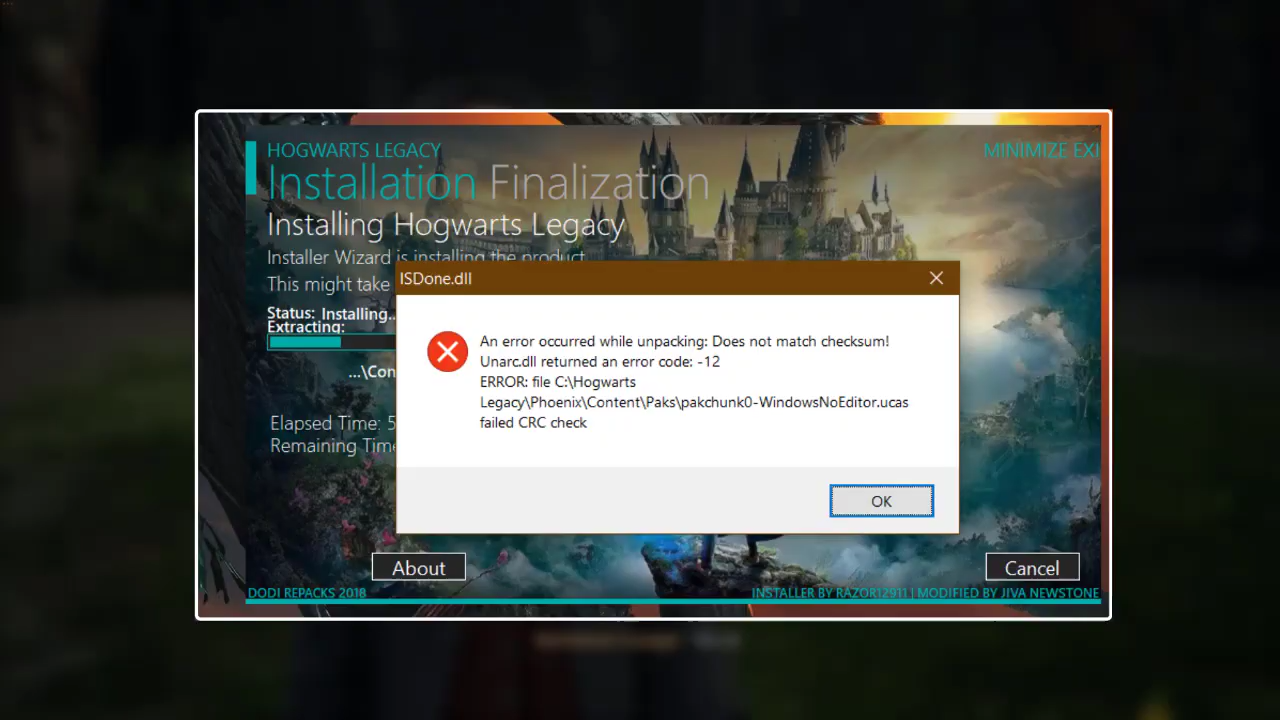 HOGWARTS LEGACY
MINIMIZE EXI
Installation Finalization
Installing Hogwarts Legacy
Installer Wizard is installing the product
This might take
Status: Installing..
Extracting:
...\Con
Elapsed Time: 5
Remaining Time
ISDone.dll
An error occurred while unpacking: Does not match checksum!
Unarc.dll returned an error code: -12
ERROR: file C:\Hogwarts
Legacy\Phoenix\Content\Paks\pakchunk0-WindowsNoEditor.ucas
failed CRC check
OK
About
Cancel
DODI REPACKS 2018
INSTALLER BY RAZOR12911 | MODIFIED BY JIVA NEWSTONE